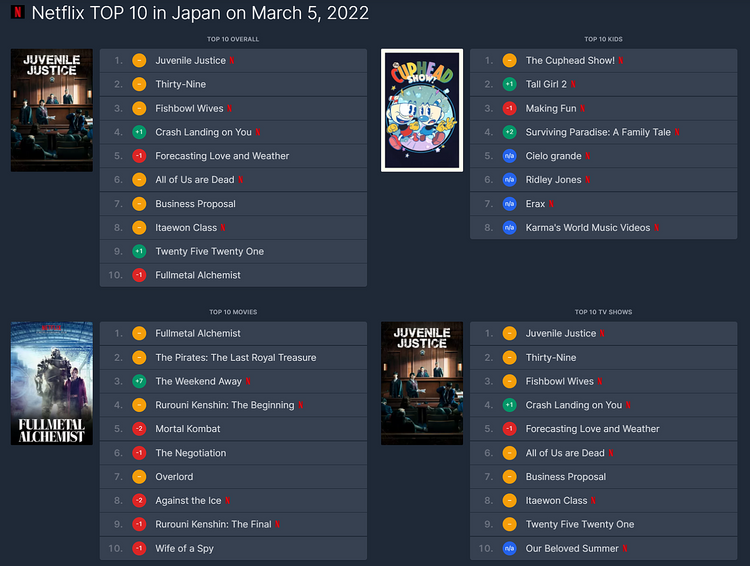 Netflix TOP 10 in Japan on March 5, 2022
TOP 10 OVERALL
JUVENILE
JUSTICE
1. – Juvenile Justice
2. – Thirty-Nine
3. – Fishbowl Wives
4. +1 Crash Landing on You
5. -1 Forecasting Love and Weather
6. – All of Us are Dead
7. – Business Proposal
8. – Itaewon Class
9. +1 Twenty Five Twenty One
10. -1 Fullmetal Alchemist
TOP 10 KIDS
THE
CUPHEAD
SHOW!
1. – The Cuphead Show!
2. +1 Tall Girl 2
3. -1 Making Fun
4. +2 Surviving Paradise: A Family Tale
5. n/a Cielo grande
6. n/a Ridley Jones
7. n/a Erax
8. n/a Karma's World Music Videos
TOP 10 MOVIES
FULLMETAL
ALCHEMIST
1. – Fullmetal Alchemist
2. – The Pirates: The Last Royal Treasure
3. +7 The Weekend Away
4. – Rurouni Kenshin: The Beginning
5. -2 Mortal Kombat
6. -1 The Negotiation
7. – Overlord
8. -2 Against the Ice
9. -1 Rurouni Kenshin: The Final
10. -1 Wife of a Spy
TOP 10 TV SHOWS
JUVENILE
JUSTICE
1. – Juvenile Justice
2. – Thirty-Nine
3. – Fishbowl Wives
4. +1 Crash Landing on You
5. -1 Forecasting Love and Weather
6. – All of Us are Dead
7. – Business Proposal
8. – Itaewon Class
9. – Twenty Five Twenty One
10. n/a Our Beloved Summer